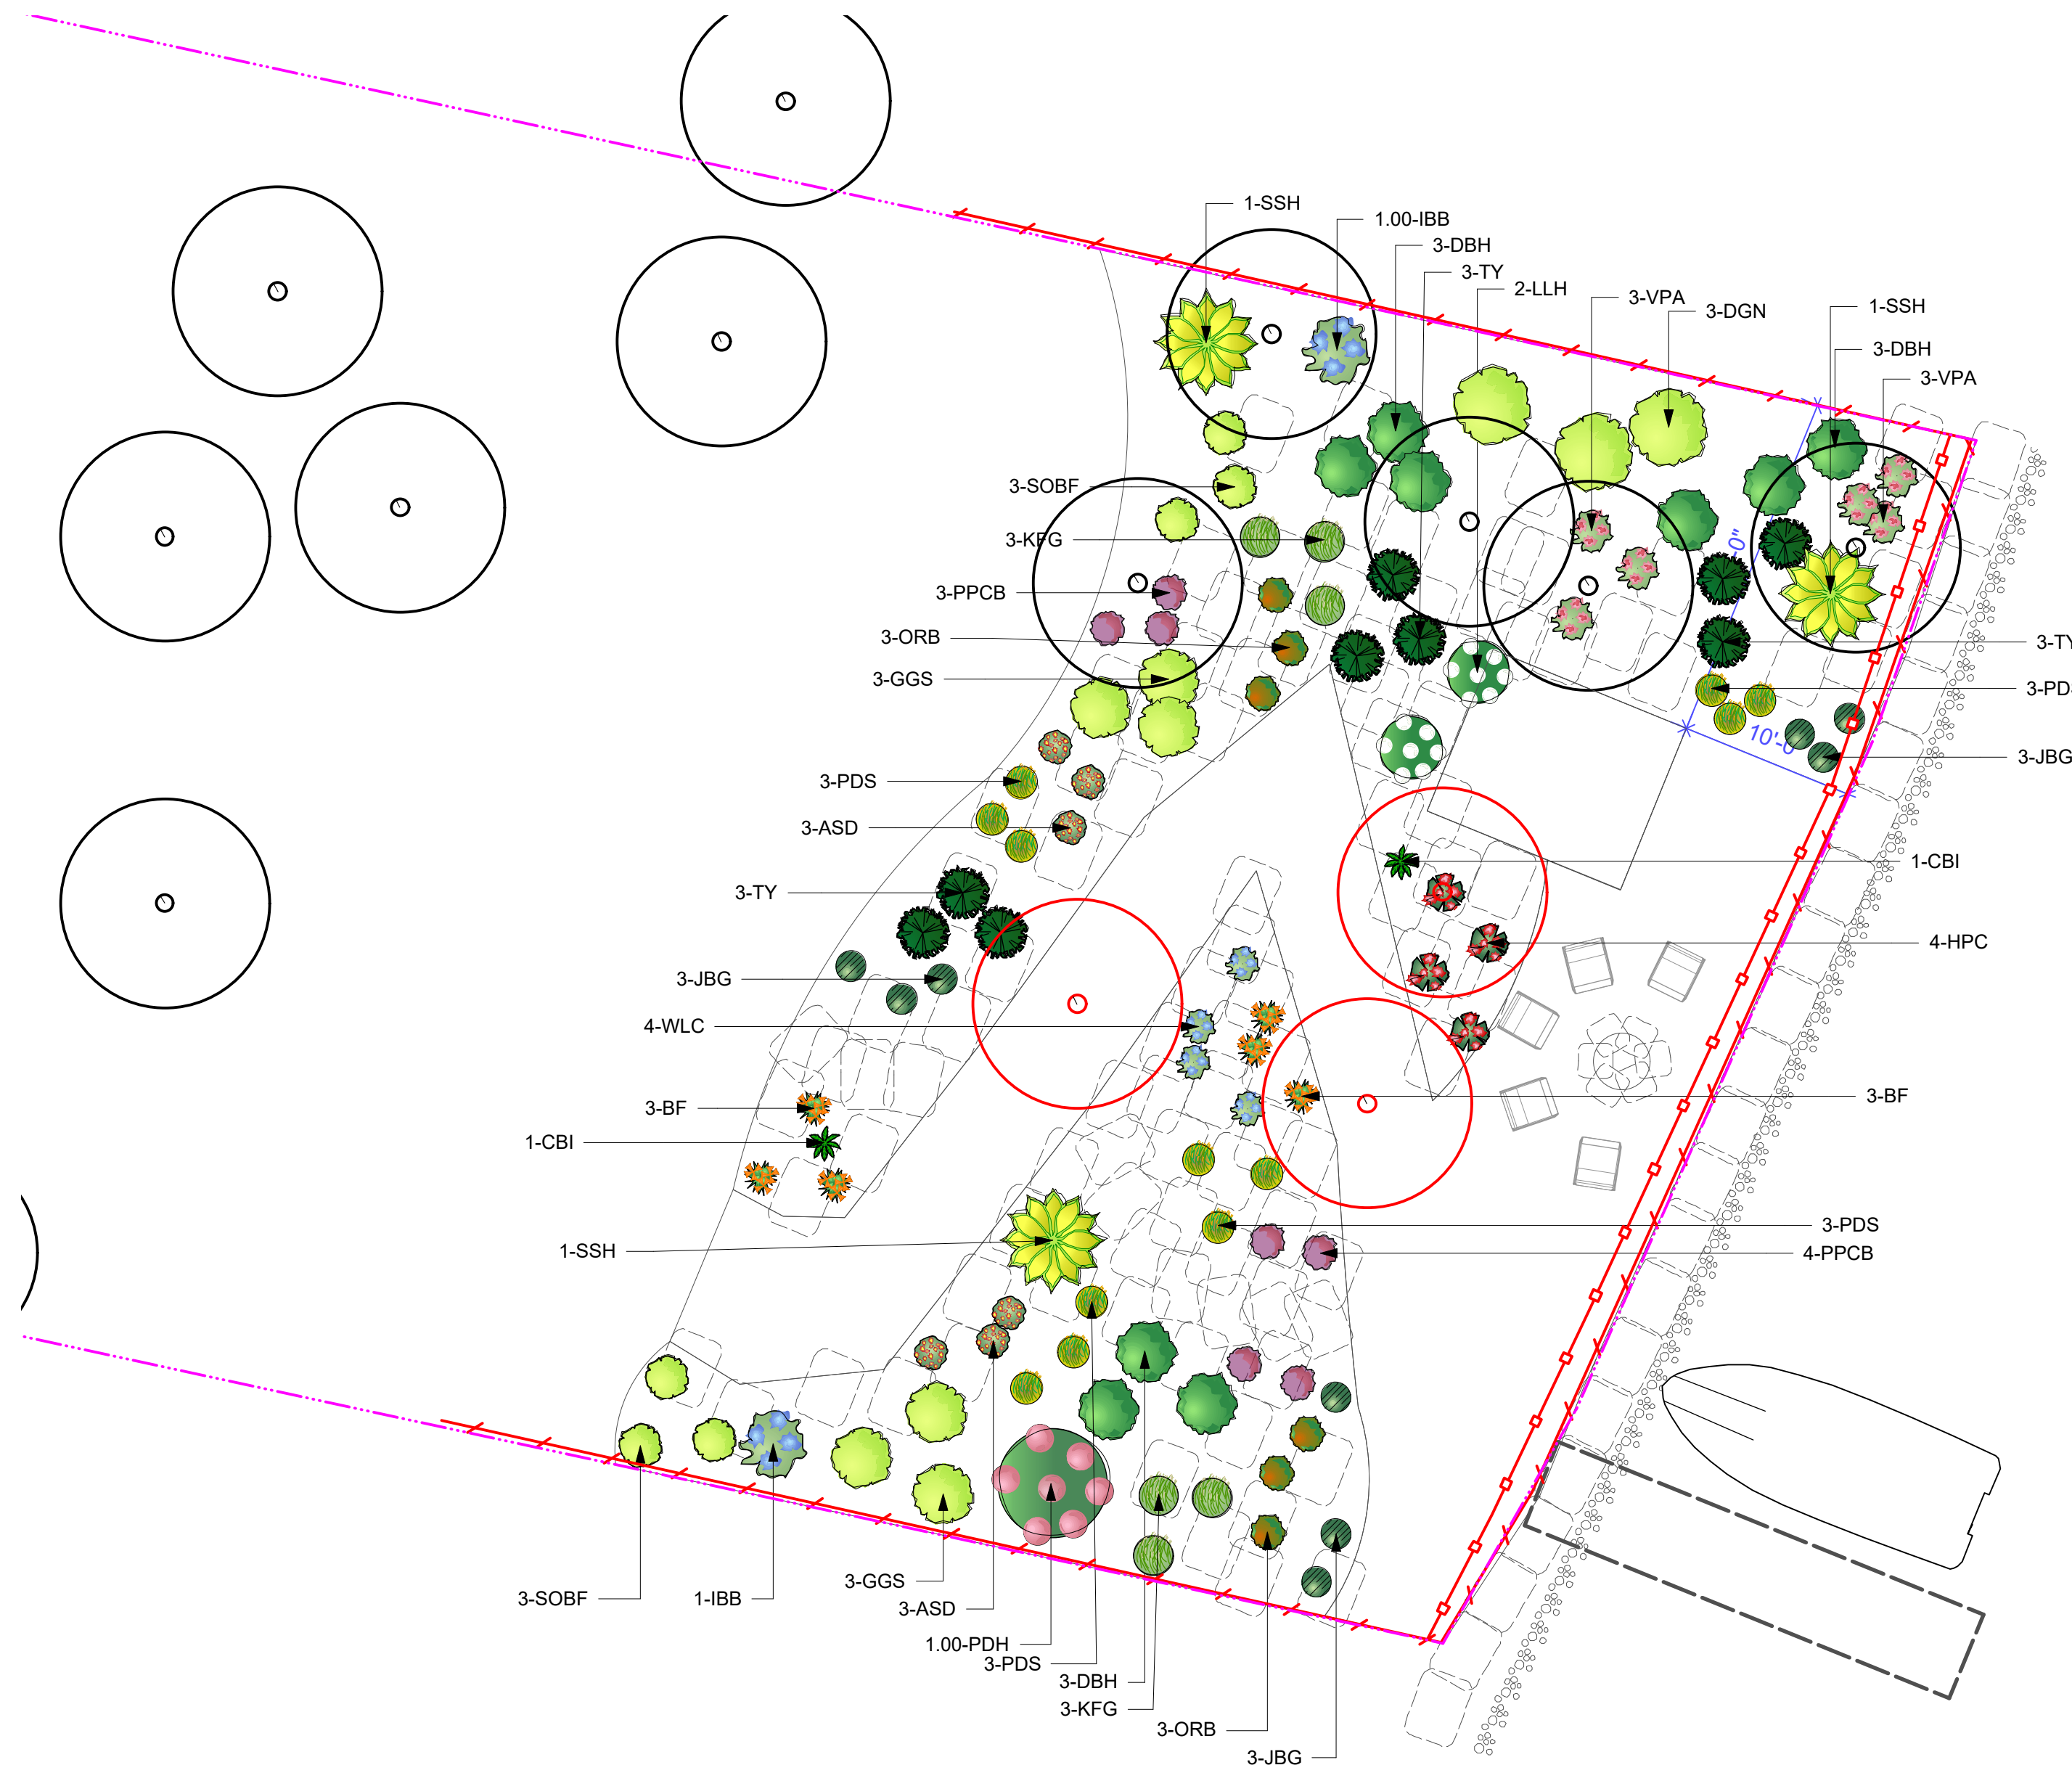 1-SSH
1.00-IBB
3-DBH
3-TY
2-LLH
3-VPA
3-DGN
1-SSH
3-DBH
3-VPA
3-SOBF
3-KFG
3-PPCB
3-ORB
3-GGS
3-TY
3-PD
10'-0
3-JBG
3-PDS
3-ASD
1-CBI
3-TY
4-HPC
3-JBG
4-WLC
3-BF
3-BF
1-CBI
3-PDS
1-SSH
4-PPCB
3-GGS
3-SOBF
1-IBB
3-ASD
1.00-PDH
3-PDS
3-DBH
3-KFG
3-ORB
3-JBG